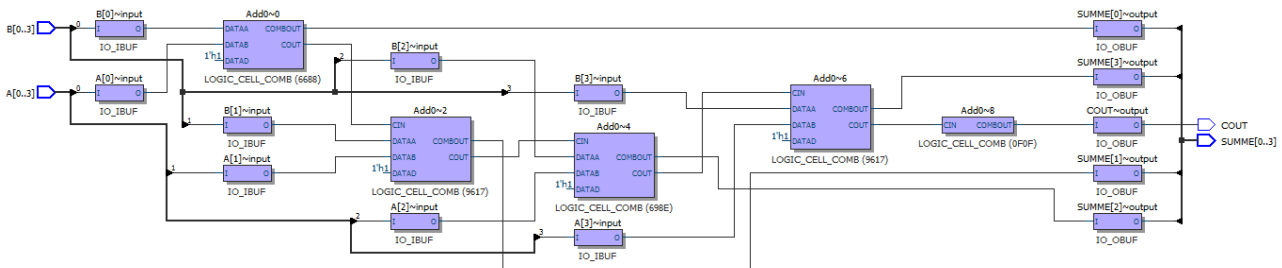 B[0]~input
SUMME[0]~output
Add0~0
B[0..3]
0
I O
DATAA COMBOUT
I O
IO_IBUF
DATAB COUT
B[2]~input
IO_OBUF
1'h1
DATAD
2
I O
SUMME[3]~output
A[0]~input
LOGIC_CELL_COMB (6688)
IO_IBUF
B[3]~input
Add0~6
I O
A[0..3]
0
I O
3
I O
CIN
IO_OBUF
IO_IBUF
Add0~2
IO_IBUF
DATAA COMBOUT
Add0~8
COUT~output
B[1]~input
CIN
Add0~4
DATAB COUT
CIN COMBOUT
I O
COUT
1
I O
DATAA COMBOUT
CIN
1'h1
DATAD
LOGIC_CELL_COMB (0F0F)
IO_OBUF
SUMME[0..3]
A[1]~input
DATAB COUT
DATAA COMBOUT
LOGIC_CELL_COMB (9617)
SUMME[1]~output
1
I O
1'h1
DATAD
DATAB COUT
I O
IO_IBUF
LOGIC_CELL_COMB (9617)
1'h1
DATAD
IO_OBUF
A[2]~input
LOGIC_CELL_COMB (698E)
SUMME[2]~output
2
I O
A[3]~input
I O
IO_IBUF
3
I O
IO_OBUF
IO_IBUF